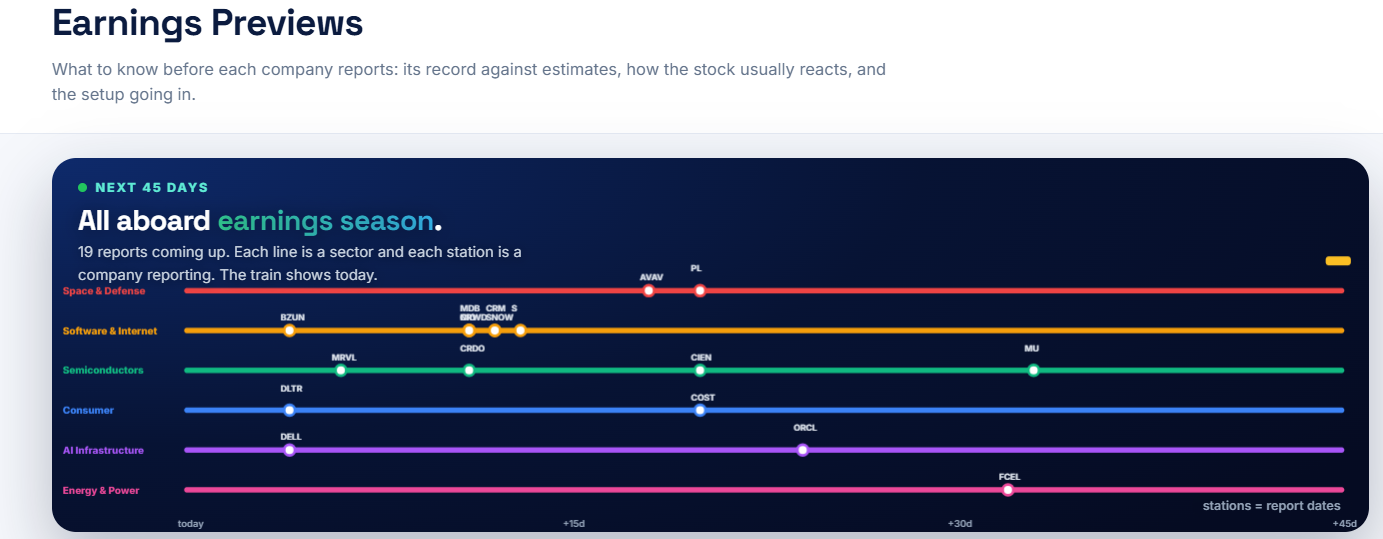 Earnings Previews
What to know before each company reports: its record against estimates, how the stock usually reacts, and
the setup going in.
NEXT 45 DAYS
All aboard earnings season.
19 reports coming up. Each line is a sector and each station is a
company reporting. The train shows today.
PL
AVAV
Space & Defense
MDB CRM S
BZUN SNOW
Software & Internet
CRDO MU
MRVL CIEN
Semiconductors
DLTR
COST
Consumer
ORCL
DELL
AI Infrastructure
FCEL
Energy & Power
stations = report dates
today +15d +30d +45d